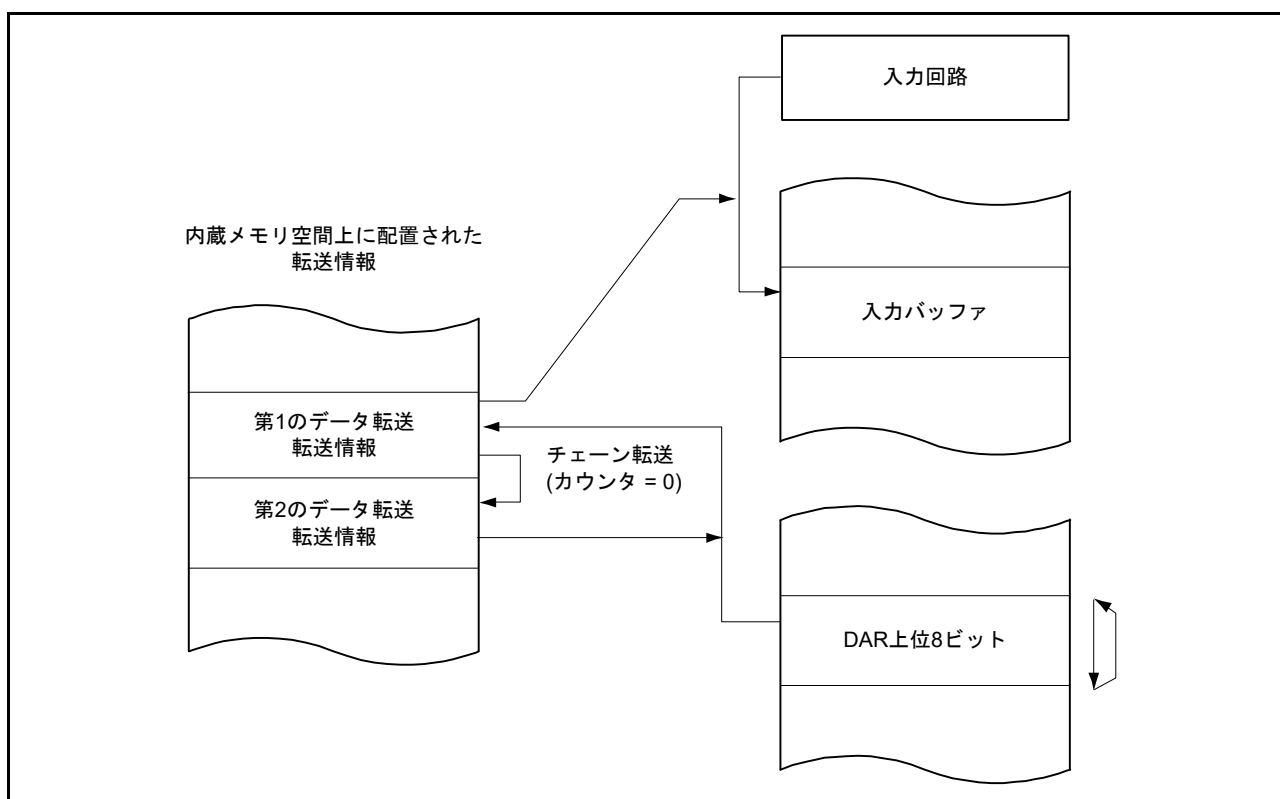 入力回路
内蔵メモリ空間上に配置された
転送情報
入力バッファ
第1のデータ転送
転送情報
チェーン転送
(カウンタ = 0)
第2のデータ転送
転送情報
DAR上位8ビット